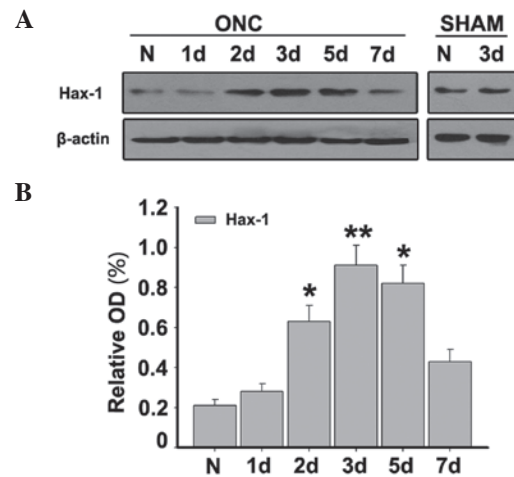 A
ONC SHAM
N 1d 2d 3d 5d 7d N 3d
Hax-1
β-actin
B
1.2
Hax-1
**
1.0
* *
0.8
Relative OD (%)
0.6
0.4
0.2
0
N 1d 2d 3d 5d 7d